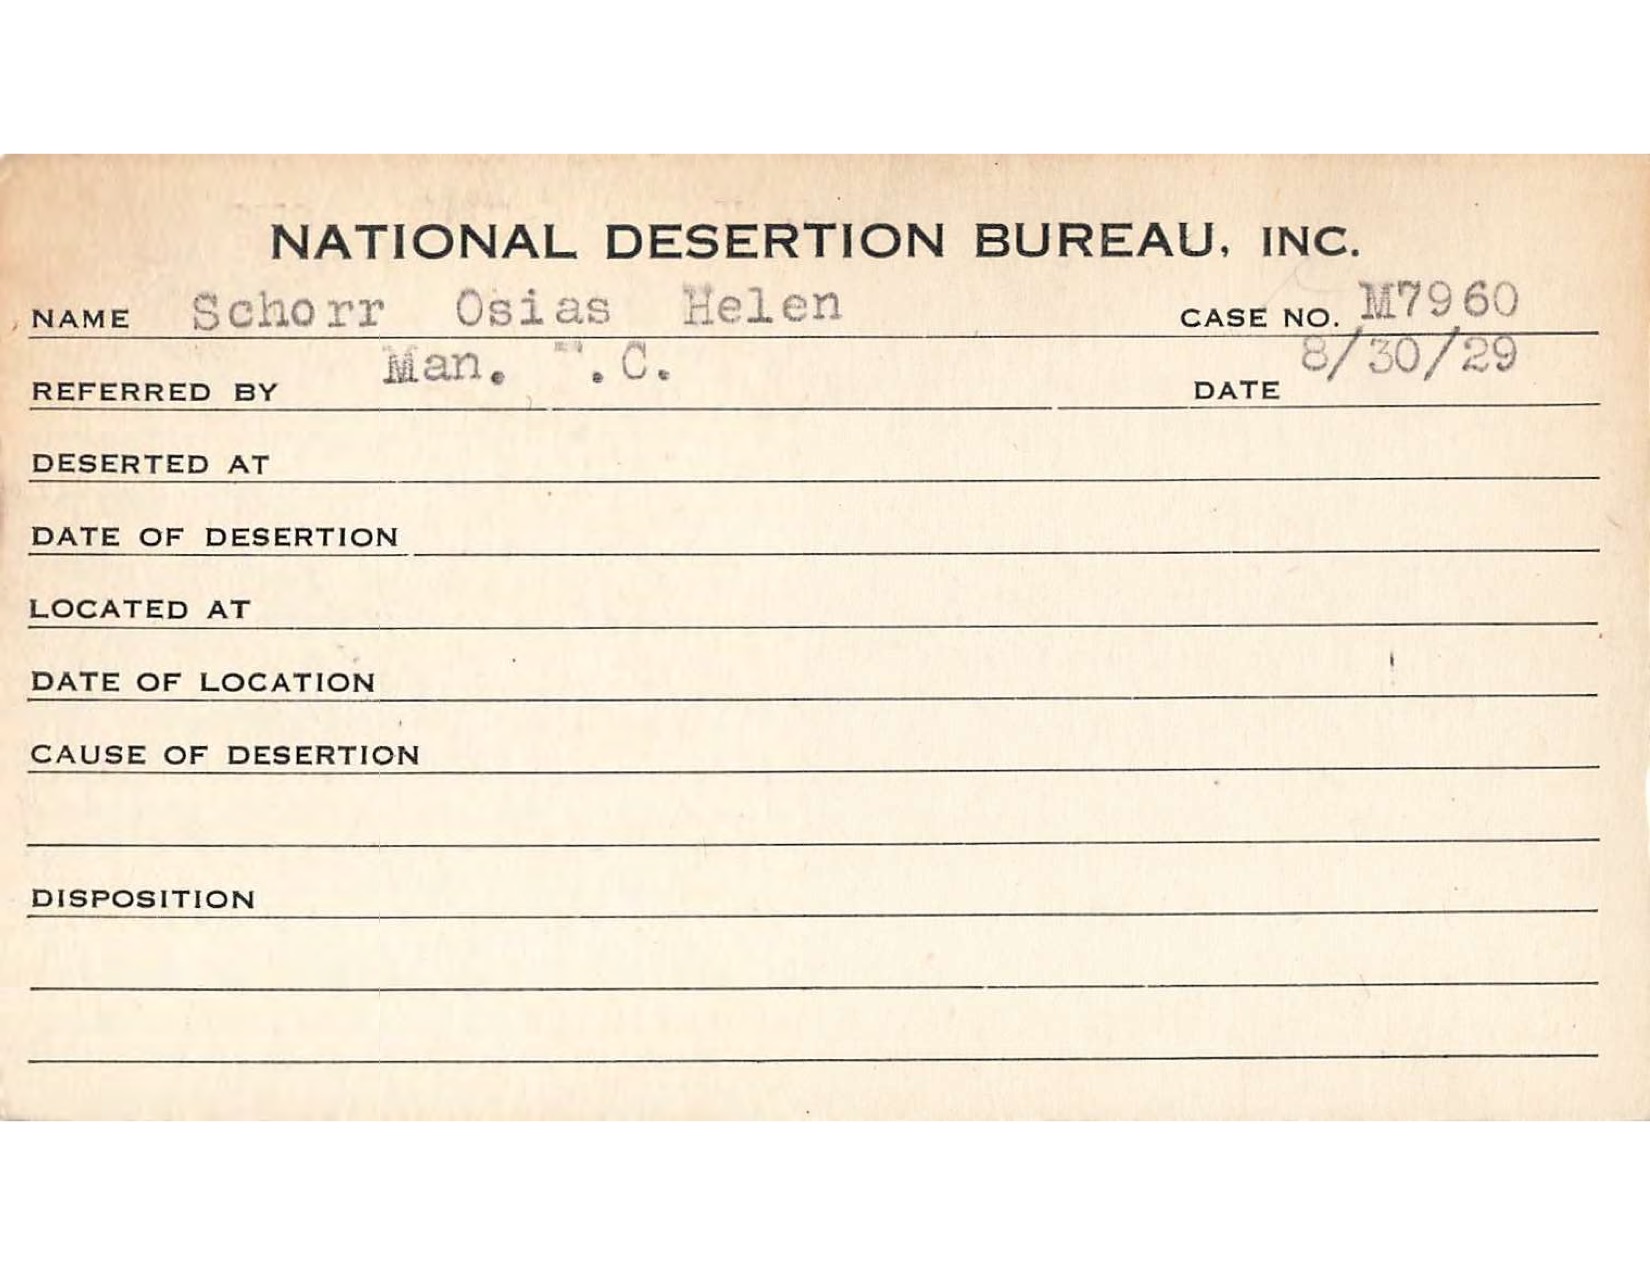 NATIONAL DESERTION BUREAU, INC.
NAME Schorr Osias Helen CASE NO. M7960
REFERRED BY Man. .C. DATE 8/30/29
DESERTED AT
DATE OF DESERTION
LOCATED AT
DATE OF LOCATION
CAUSE OF DESERTION
DISPOSITION